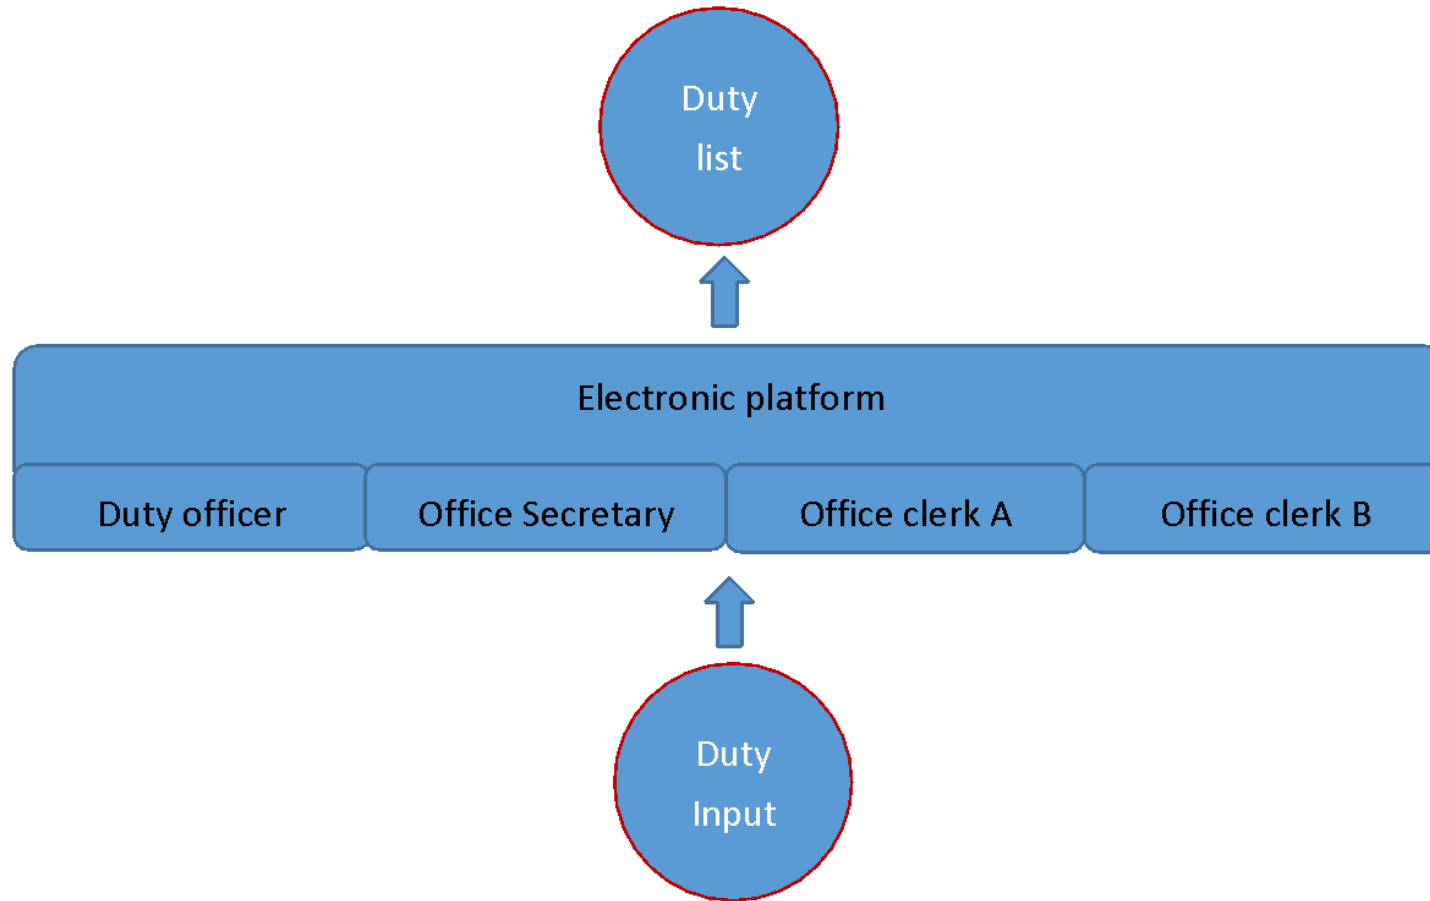 Duty
list
Electronic platform
Duty officer
Office Secretary
Office clerk A
Office clerk B
Duty
Input